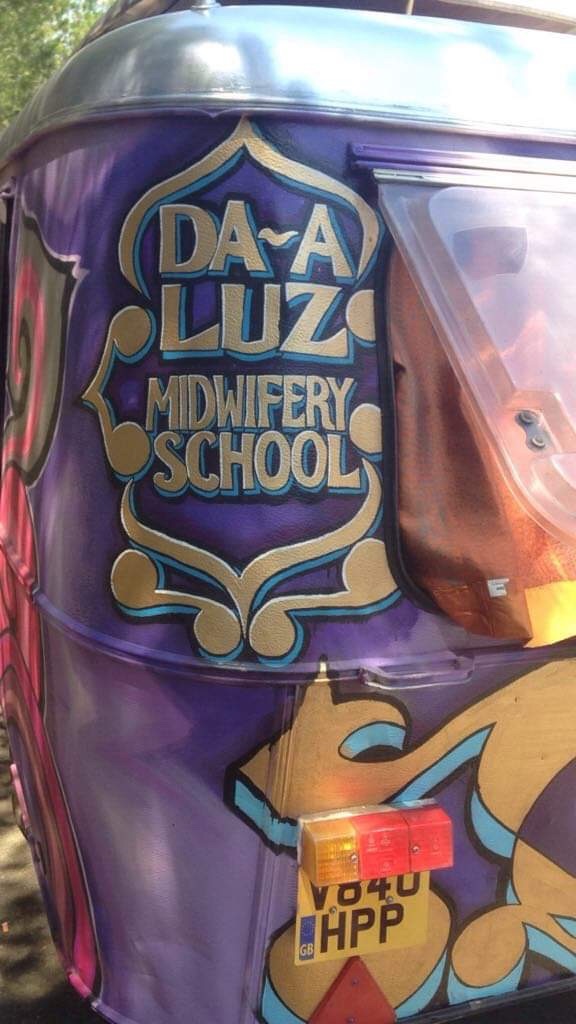 DA~A
LUZ
MIDWIFERY
SCHOOL
V840
GB HPP